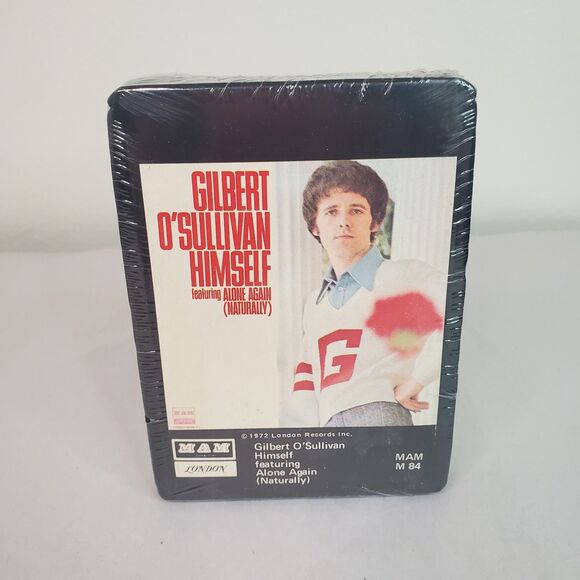 GILBERT
O'SULLIVAN
HIMSELF
featuring ALONE AGAIN
(NATURALLY)
G
MAM
© 1972 London Records Inc.
MAM
LONDON
Gilbert O'Sullivan
Himself
featuring
Alone Again
(Naturally)
MAM
M 84